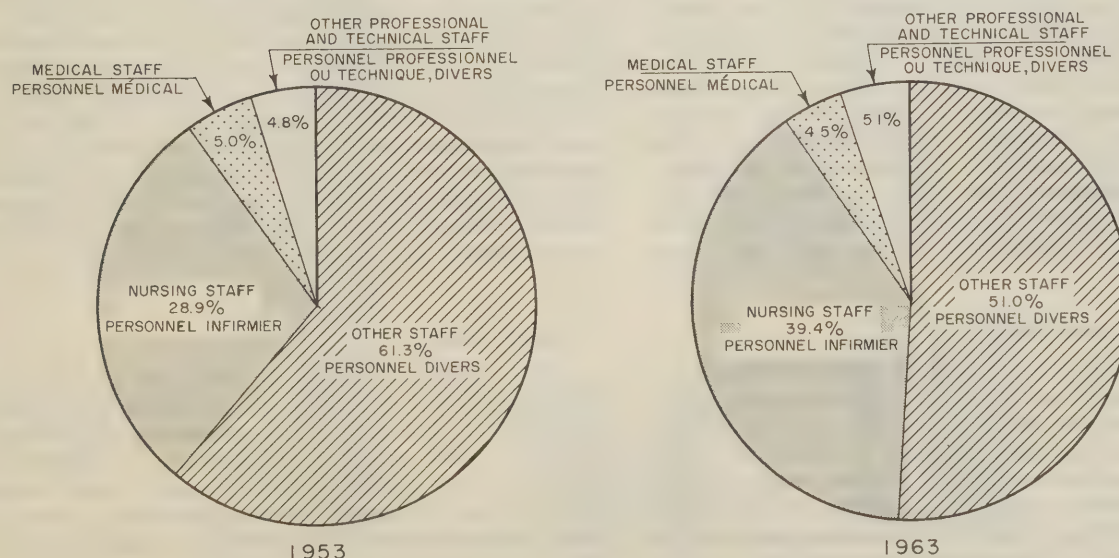 OTHER PROFESSIONAL
AND TECHNICAL STAFF
PERSONNEL PROFESSIONNEL
OU TECHNIQUE, DIVERS
MEDICAL STAFF
PERSONNEL MÉDICAL
5.0%
4.8%
NURSING STAFF
28.9%
PERSONNEL INFIRMIER
OTHER STAFF
61.3%
PERSONNEL DIVERS
1953
OTHER PROFESSIONAL
AND TECHNICAL STAFF
PERSONNEL PROFESSIONNEL
OU TECHNIQUE, DIVERS
MEDICAL STAFF
PERSONNEL MÉDICAL
4 5%
5 1%
NURSING STAFF
39.4%
PERSONNEL INFIRMIER
OTHER STAFF
51.0%
PERSONNEL DIVERS
1963